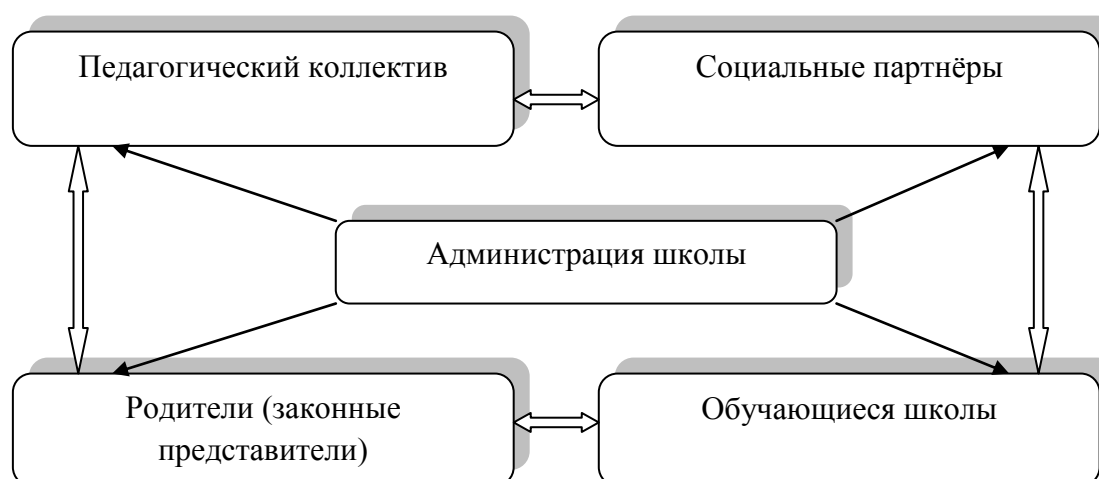 Педагогический коллектив
Социальные партнёры
Администрация школы
Родители (законные
представители)
Обучающиеся школы